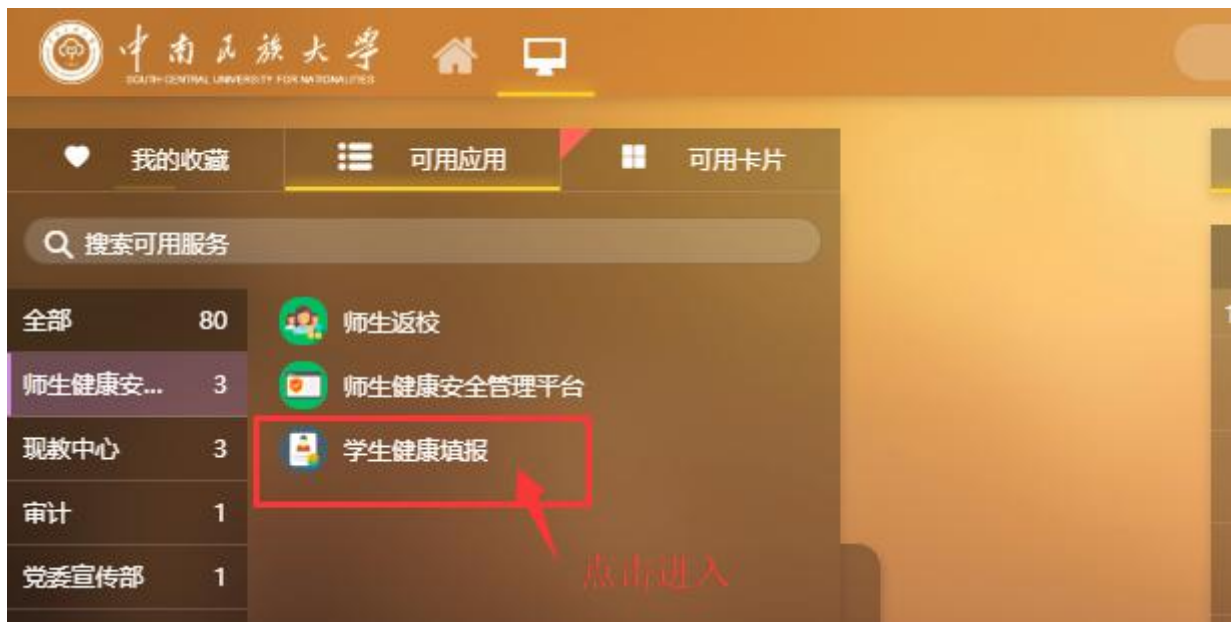 中南民族大学
SOUTH-CENTRAL UNIVERSITY FOR NATIONALITIES
我的收藏 可用应用 可用卡片
搜索可用服务
全部 80 师生返校
师生健康安... 3 师生健康安全管理平台
现教中心 3 学生健康填报
审计 1
党委宣传部 1 点击进入